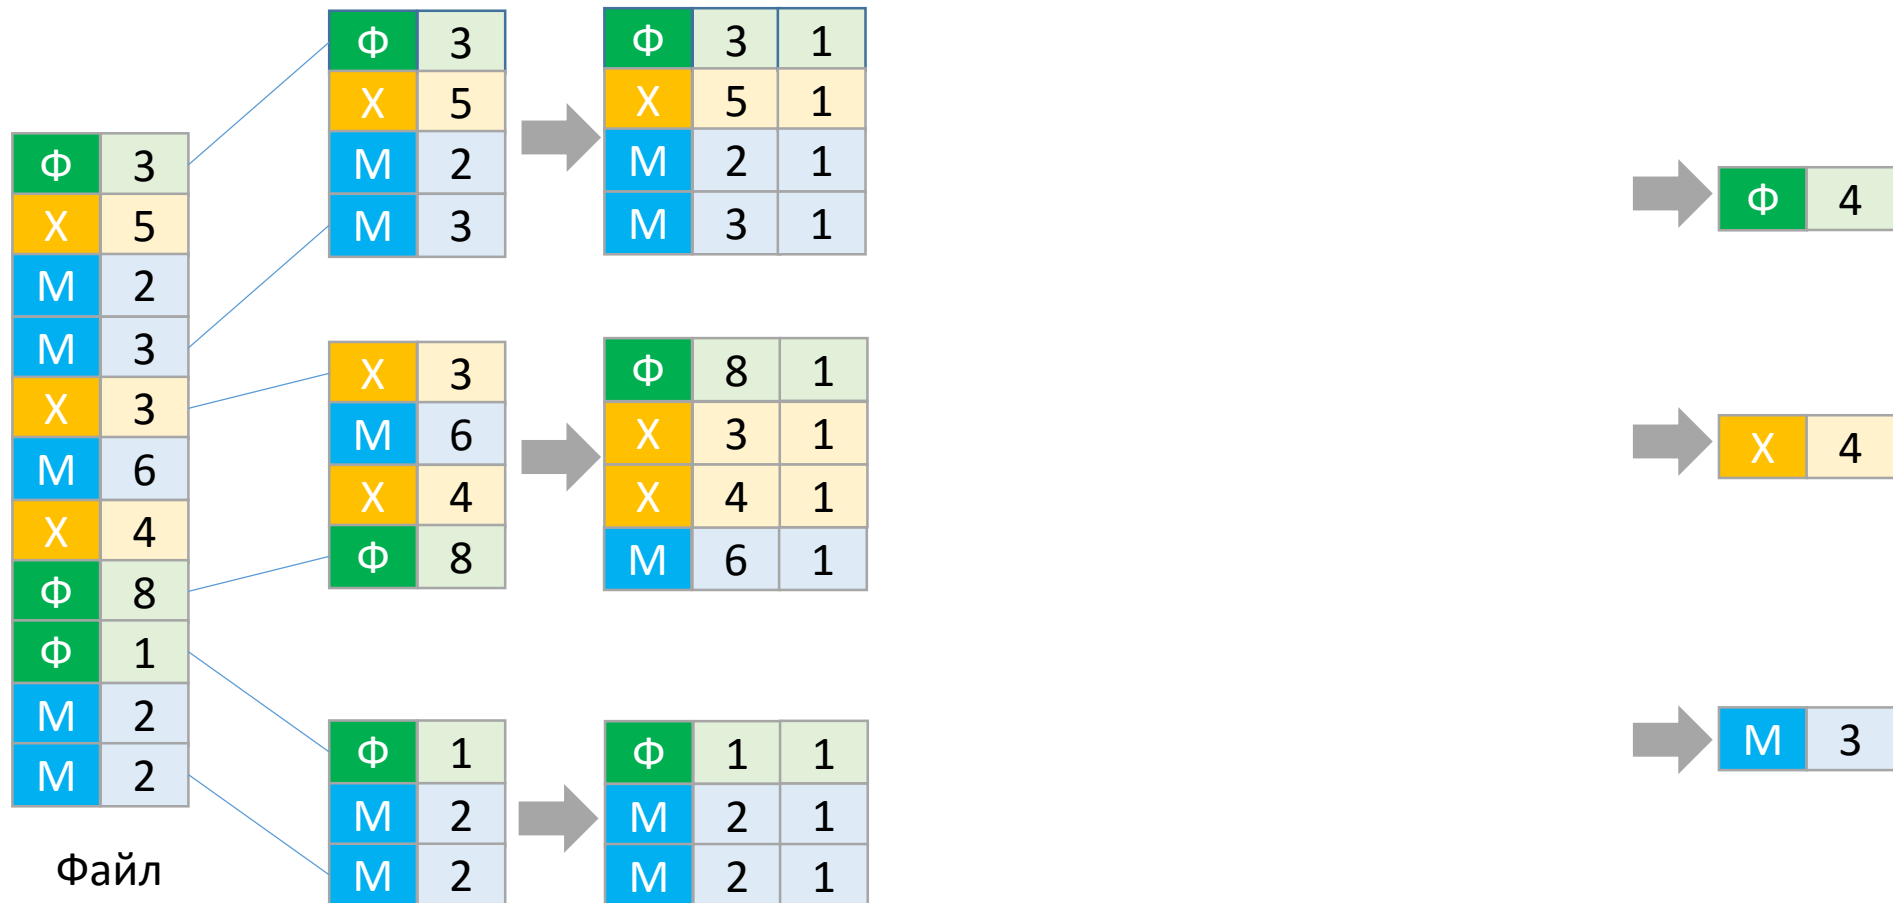 Ф 3
Х 5
М 2
М 3
Х 3
М 6
Х 4
Ф 8
Ф 1
М 2
М 2
Файл
Ф 3
Х 5
М 2
М 3
Х 3
М 6
Х 4
Ф 8
Ф 1
М 2
М 2
Ф 3 1
Х 5 1
М 2 1
М 3 1
Ф 8 1
Х 3 1
Х 4 1
М 6 1
Ф 1 1
М 2 1
М 2 1
Ф 4
Х 4
М 3